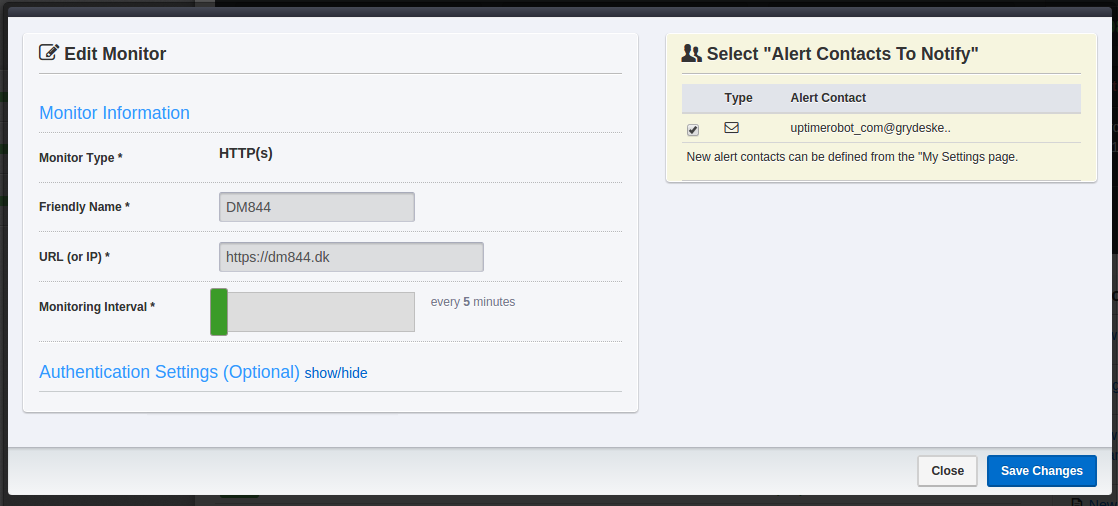 Edit Monitor
Monitor Information
Monitor Type *
HTTP(s)
Friendly Name *
DM844
URL (or IP) *
https://dm844.dk
Monitoring Interval *
every 5 minutes
Authentication Settings (Optional) show/hide
Select "Alert Contacts To Notify"
Type Alert Contact
uptimerobot_com@grydeske..
New alert contacts can be defined from the "My Settings page.
Close
Save Changes